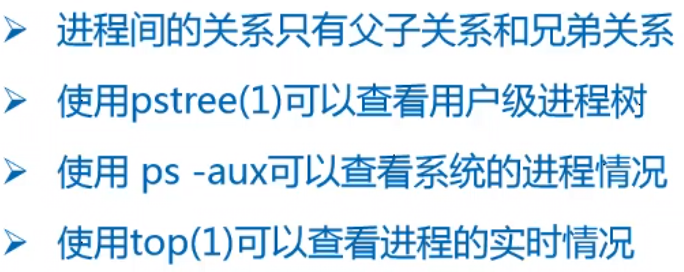 ➢ 进程间的关系只有父子关系和兄弟关系
➢ 使用pstree(1)可以查看用户级进程树
➢ 使用 ps -aux可以查看系统的进程情况
➢ 使用top(1)可以查看进程的实时情况